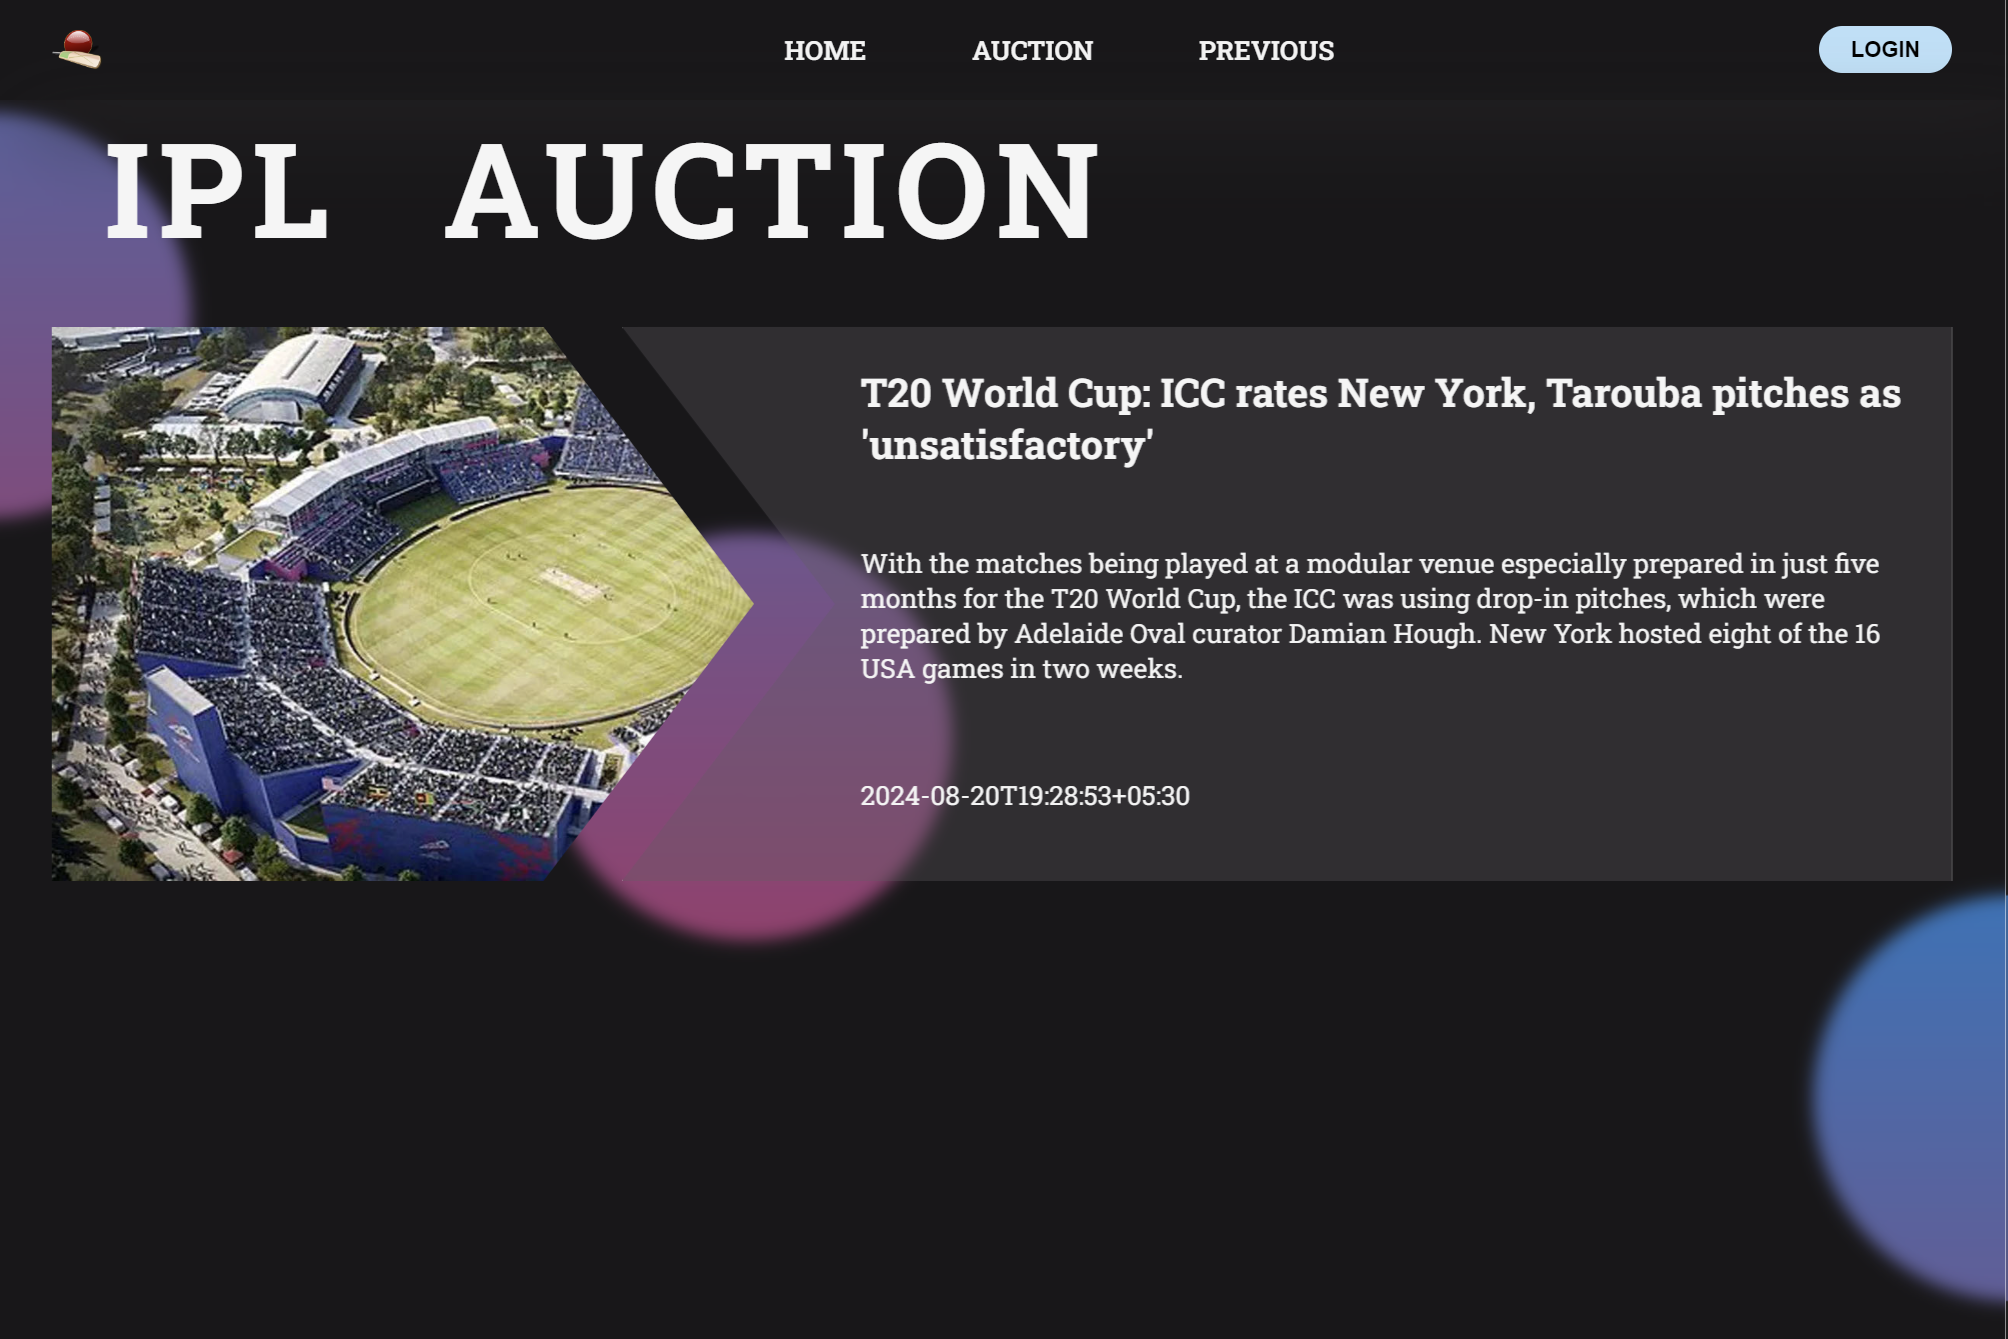 HOME AUCTION PREVIOUS LOGIN
IPL AUCTION
T20 World Cup: ICC rates New York, Tarouba pitches as
'unsatisfactory'
With the matches being played at a modular venue especially prepared in just five
months for the T20 World Cup, the ICC was using drop-in pitches, which were
prepared by Adelaide Oval curator Damian Hough. New York hosted eight of the 16
USA games in two weeks.
2024-08-20T19:28:53+05:30